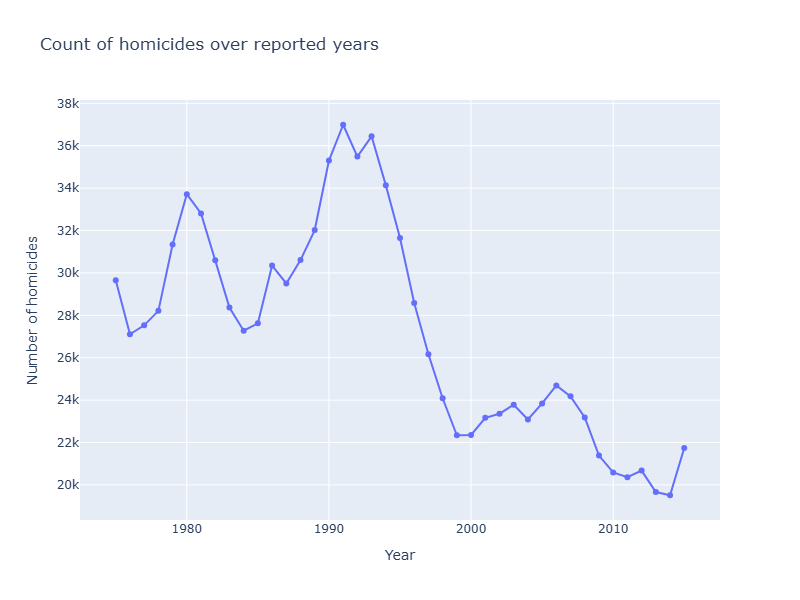 Count of homicides over reported years
38k
36k
34k
32k
30k
28k
26k
24k
22k
20k
Number of homicides
1980
1990
2000
2010
Year